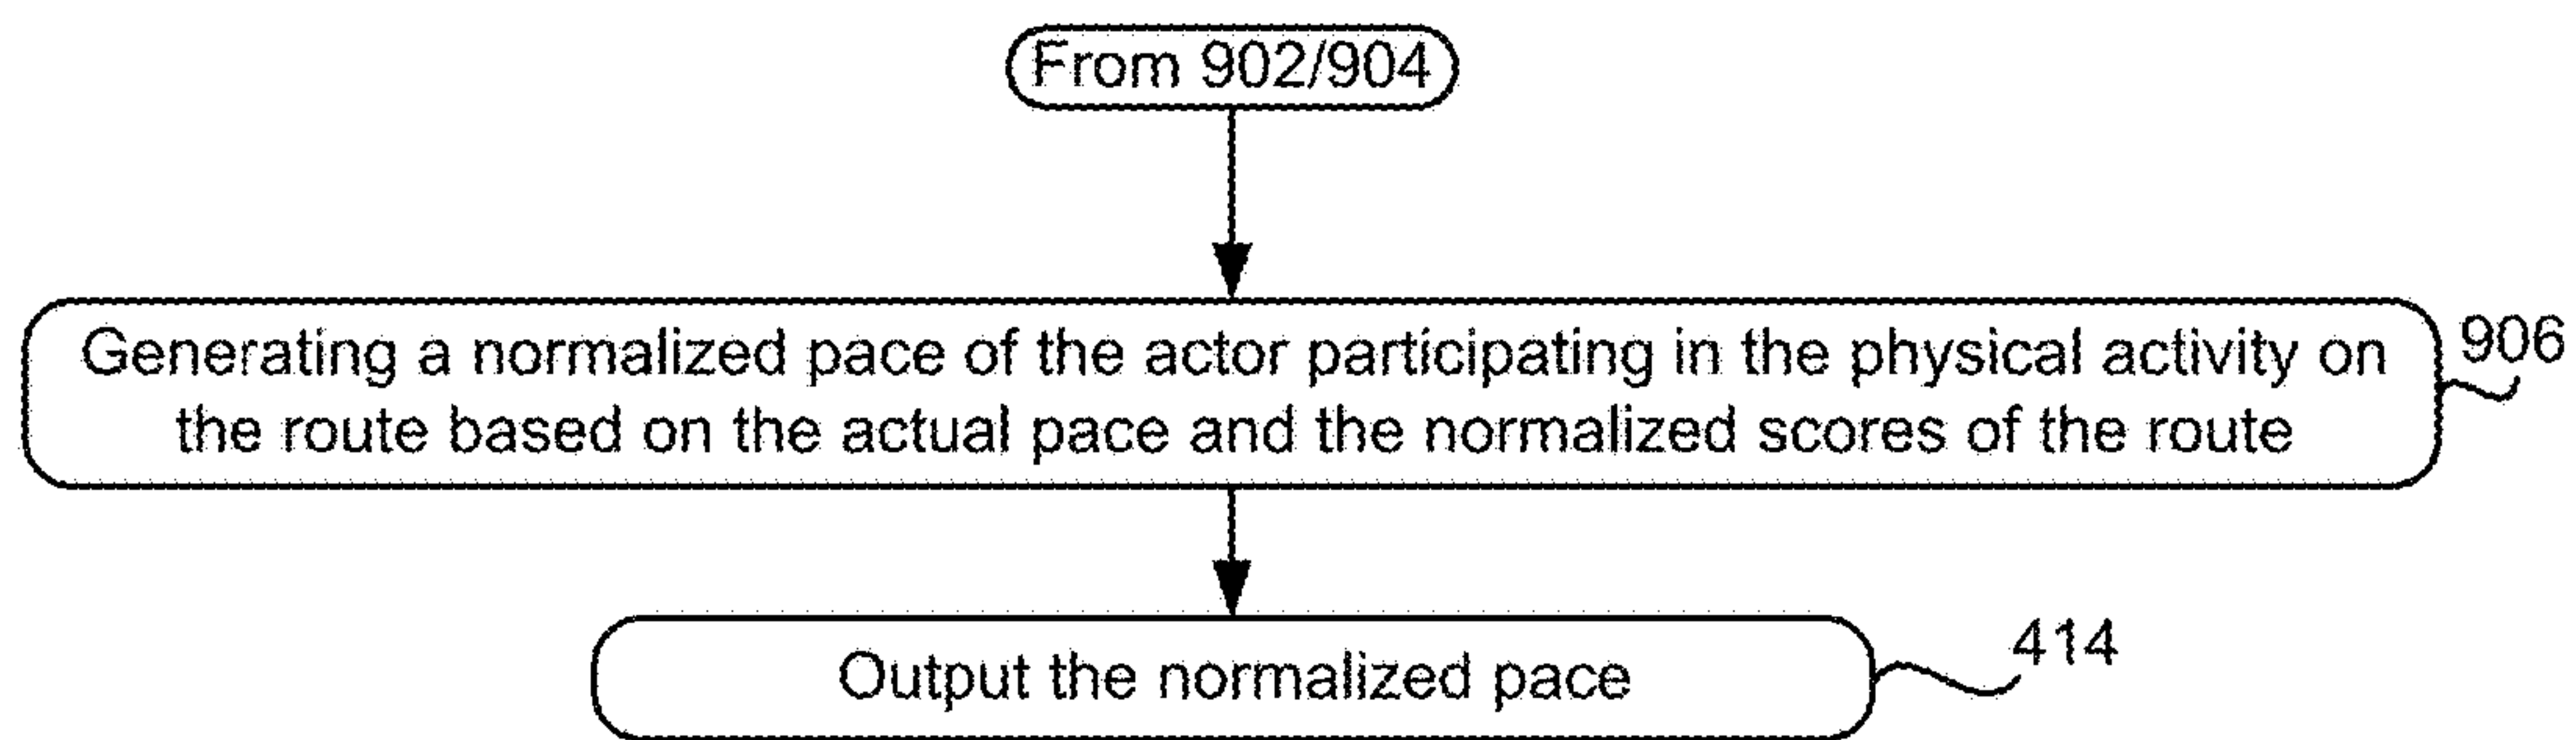 From 902/904
Generating a normalized pace of the actor participating in the physical activity on
the route based on the actual pace and the normalized scores of the route
906
Output the normalized pace
414